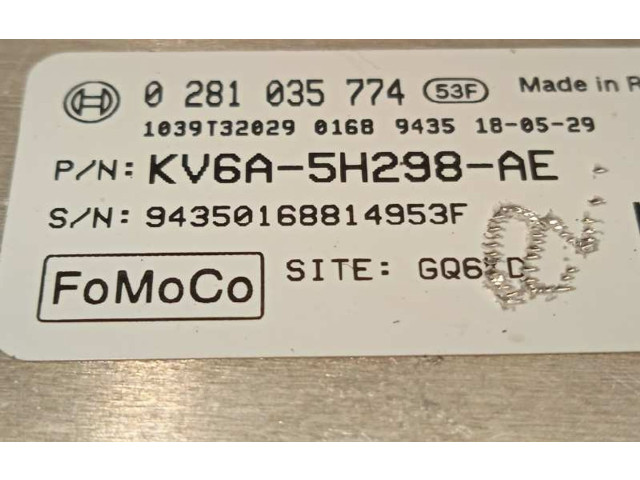 0 281 035 774 53F Made in R
1039T32029 0168 9435 18-05-29
P/N: KV6A-5H298-AE
S/N: 94350168814953F
FoMoCo SITE: